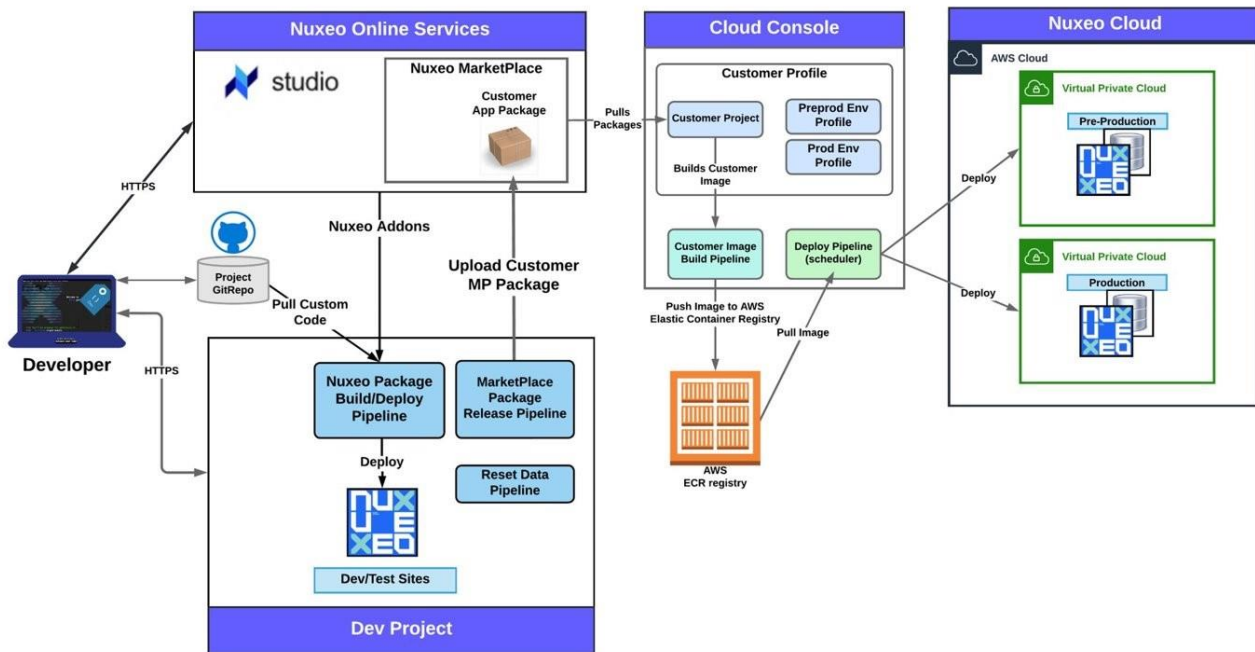 Nuxeo Online Services
studio
Nuxeo MarketPlace
Customer
App Package
Pulls
Packages
Cloud Console
Customer Profile
Customer Project
Preprod Env
Profile
Prod Env
Profile
Builds Customer
Image
Customer Image
Build Pipeline
Deploy Pipeline
(scheduler)
Push Image to AWS
Elastic Container Registry
Pull Image
AWS
ECR registry
Nuxeo Cloud
AWS Cloud
Virtual Private Cloud
Pre-Production
NUXEO
Deploy
Virtual Private Cloud
Production
NUXEO
Deploy
HTTPS
Nuxeo Addons
Upload Customer
MP Package
Project
GitRepo
Pull Custom
Code
Developer
HTTPS
Nuxeo Package
Build/Deploy
Pipeline
MarketPlace
Package
Release Pipeline
Deploy
Reset Data
Pipeline
NUXEO
Dev/Test Sites
Dev Project